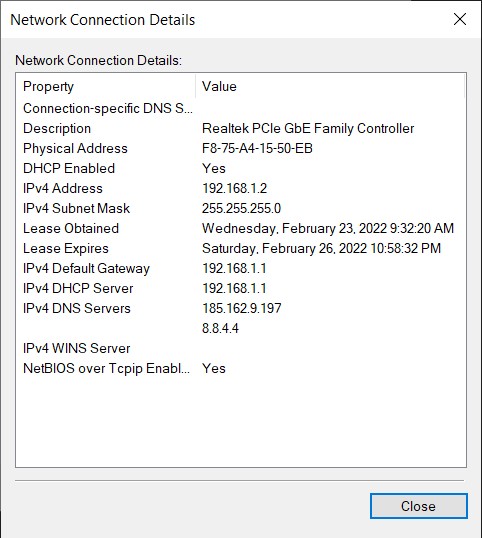 Network Connection Details
Network Connection Details:
Property Value
Connection-specific DNS S...
Description Realtek PCIe GbE Family Controller
Physical Address F8-75-A4-15-50-EB
DHCP Enabled Yes
IPv4 Address 192.168.1.2
IPv4 Subnet Mask 255.255.255.0
Lease Obtained Wednesday, February 23, 2022 9:32:20 AM
Lease Expires Saturday, February 26, 2022 10:58:32 PM
IPv4 Default Gateway 192.168.1.1
IPv4 DHCP Server 192.168.1.1
IPv4 DNS Servers 185.162.9.197
8.8.4.4
IPv4 WINS Server
NetBIOS over Tcpip Enabl... Yes
Close